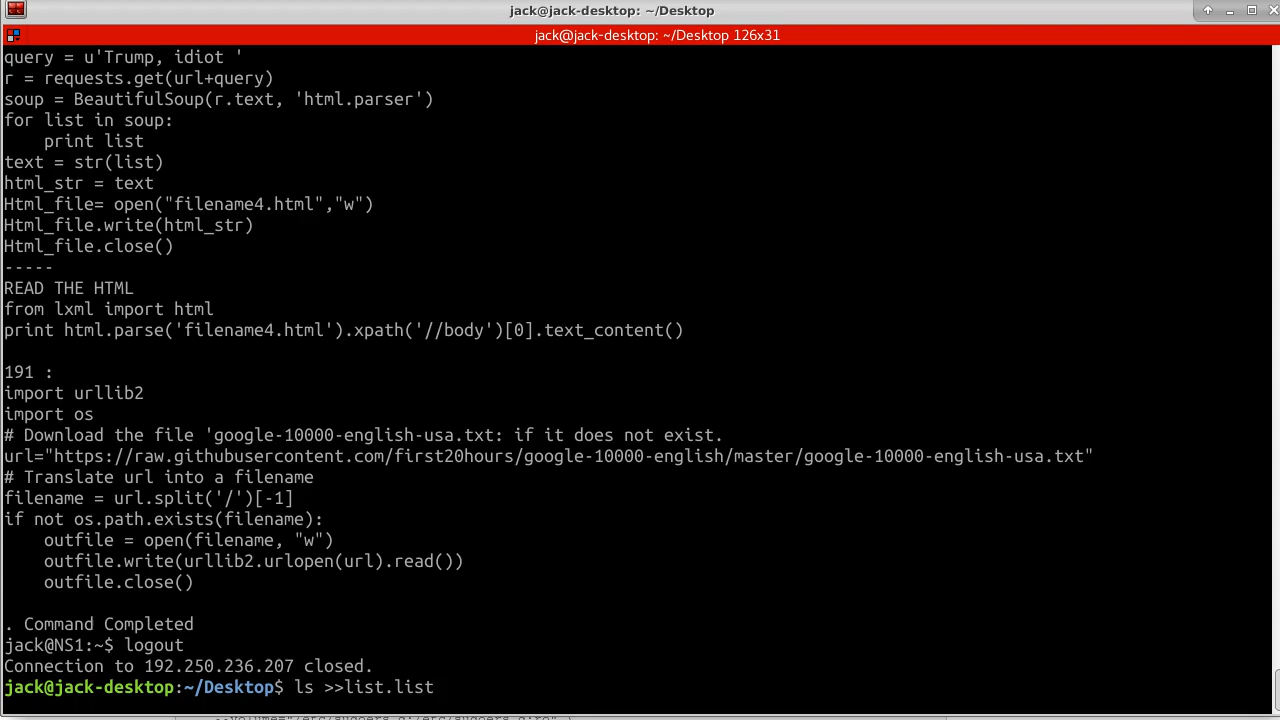 jack@jack-desktop: ~/Desktop
jack@jack-desktop: ~/Desktop 126x31
query = u'Trump, idiot '
r = requests.get(url+query)
soup = BeautifulSoup(r.text, 'html.parser')
for list in soup:
    print list
text = str(list)
html_str = text
Html_file= open("filename4.html","w")
Html_file.write(html_str)
Html_file.close()
-----
READ THE HTML
from lxml import html
print html.parse('filename4.html').xpath('//body')[0].text_content()

191 :
import urllib2
import os
# Download the file 'google-10000-english-usa.txt: if it does not exist.
url="https://raw.githubusercontent.com/first20hours/google-10000-english/master/google-10000-english-usa.txt"
# Translate url into a filename
filename = url.split('/')[-1]
if not os.path.exists(filename):
    outfile = open(filename, "w")
    outfile.write(urllib2.urlopen(url).read())
    outfile.close()

. Command Completed
jack@NS1:~$ logout
Connection to 192.250.236.207 closed.
jack@jack-desktop:~/Desktop$ ls >>list.list